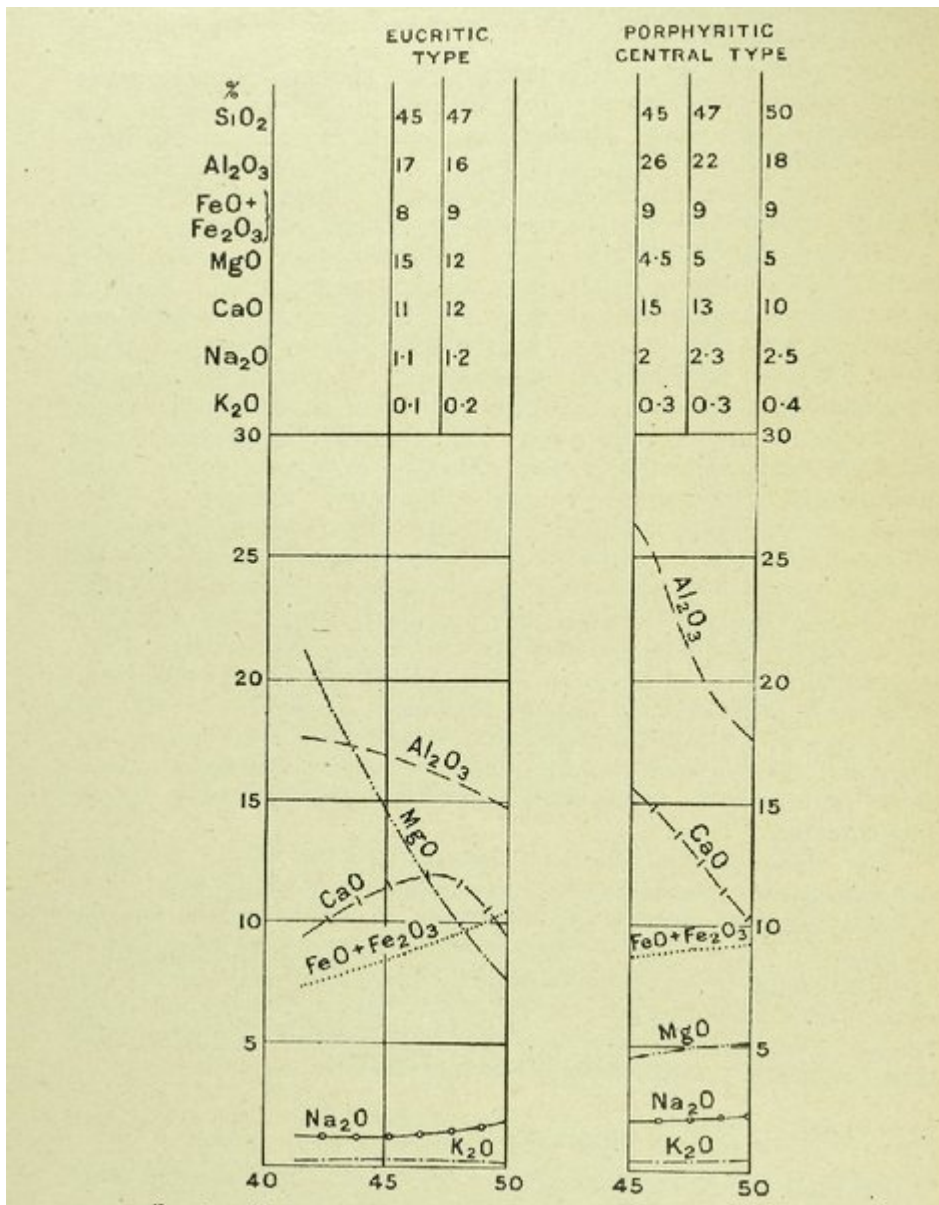 EUCRITIC TYPE
PORPHYRITIC CENTRAL TYPE
%
SiO₂ 45 47 45 47 50
Al₂O₃ 17 16 26 22 18
FeO+ Fe₂O₃} 8 9 9 9 9
MgO 15 12 4·5 5 5
CaO 11 12 15 13 10
Na₂O 1·1 1·2 2 2·3 2·5
K₂O 0·1 0·2 0·3 0·3 0·4
30 30
25 25
Al₂O₃
20 20
Al₂O₃
15 15
MgO
CaO
CaO
10 10
FeO+Fe₂O₃
FeO+Fe₂O₃
MgO
5 5
Na₂O
Na₂O
K₂O
K₂O
40 45 50 45 50